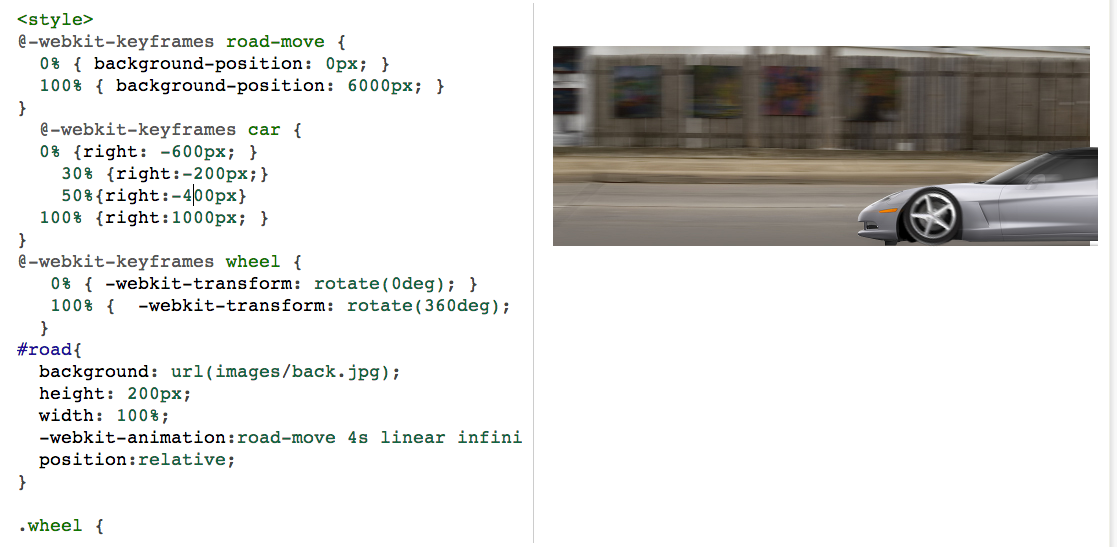 <style>
@-webkit-keyframes road-move {
0% { background-position: 0px; }
100% { background-position: 6000px; }
}
@-webkit-keyframes car {
0% {right: -600px; }
30% {right:-200px;}
50%{right:-400px}
100% {right:1000px; }
}
@-webkit-keyframes wheel {
0% { -webkit-transform: rotate(0deg); }
100% {  -webkit-transform: rotate(360deg);
}
#road{
background: url(images/back.jpg);
height: 200px;
width: 100%;
-webkit-animation:road-move 4s linear infini
position:relative;
}
.wheel {